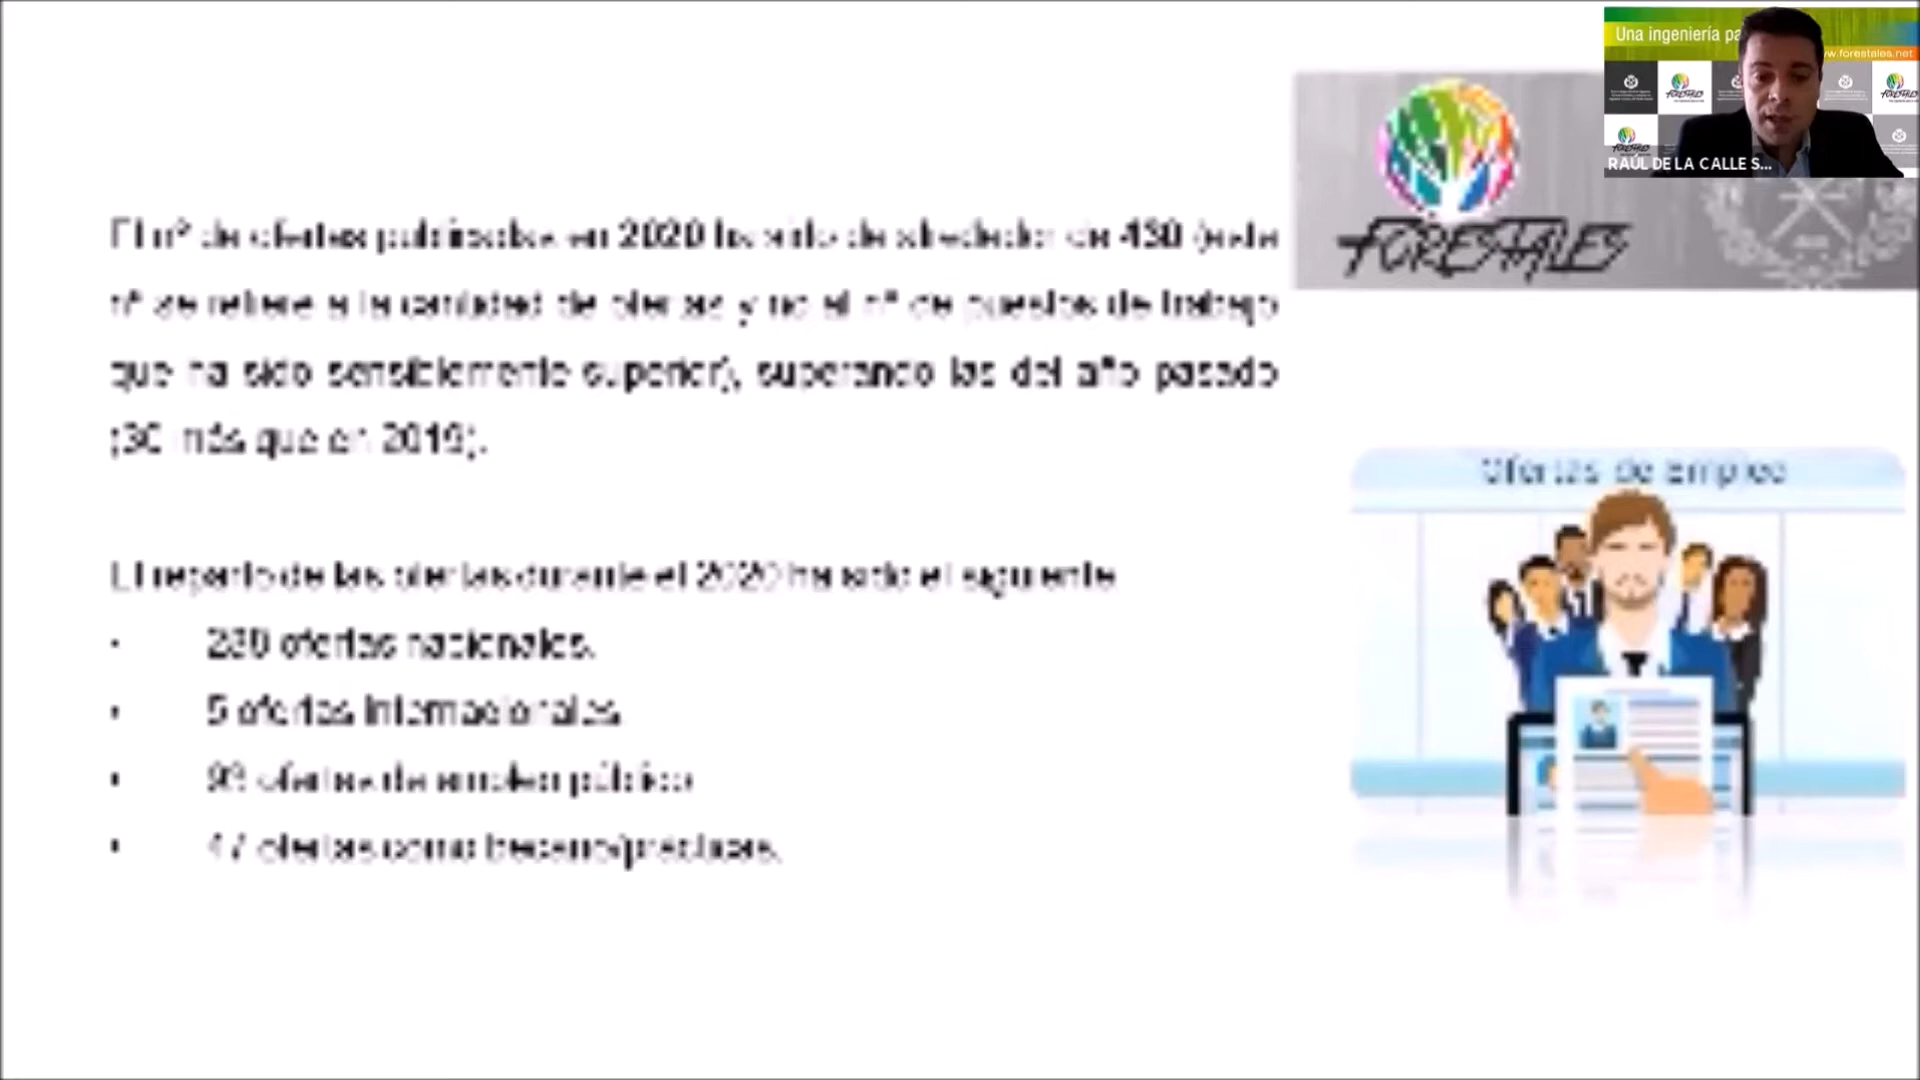 Una ingeniería pa
www.forestales.net
FORESTALES
RAÚL DE LA CALLE S...
FORESTALES
El nº de ofertas publicadas en 2020 ha sido de alrededor de 430 (este
nº se refiere a la cantidad de ofertas y no al nº de puestos de trabajo
que ha sido sensiblemente superior), superando las del año pasado
(30 más que en 2019).
Ofertas de Empleo
El reparto de las ofertas durante el 2020 ha sido el siguiente
• ofertas nacionales.
• 5 ofertas internacionales
• ofertas de empleo público
• 47 ofertas como becario/prácticas.